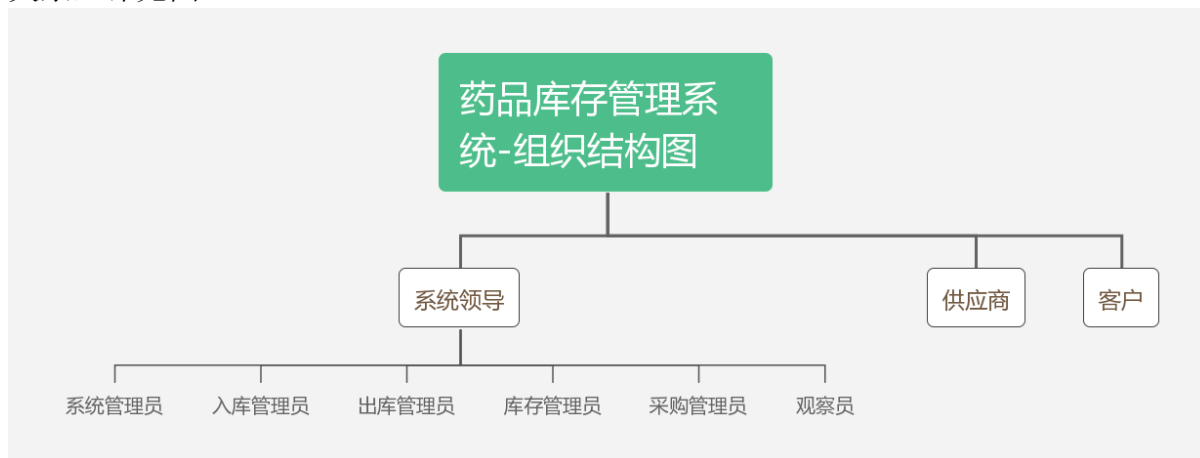 药品库存管理系
统-组织结构图
系统领导
供应商
客户
系统管理员
入库管理员
出库管理员
库存管理员
采购管理员
观察员